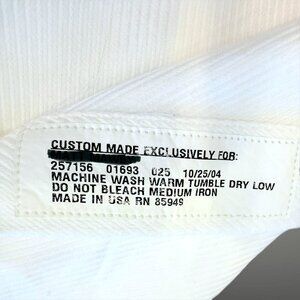 CUSTOM MADE EXCLUSIVELY FOR:
257156 01693 025 10/25/04
MACHINE WASH WARM TUMBLE DRY LOW
DO NOT BLEACH MEDIUM IRON
MADE IN USA RN 85949